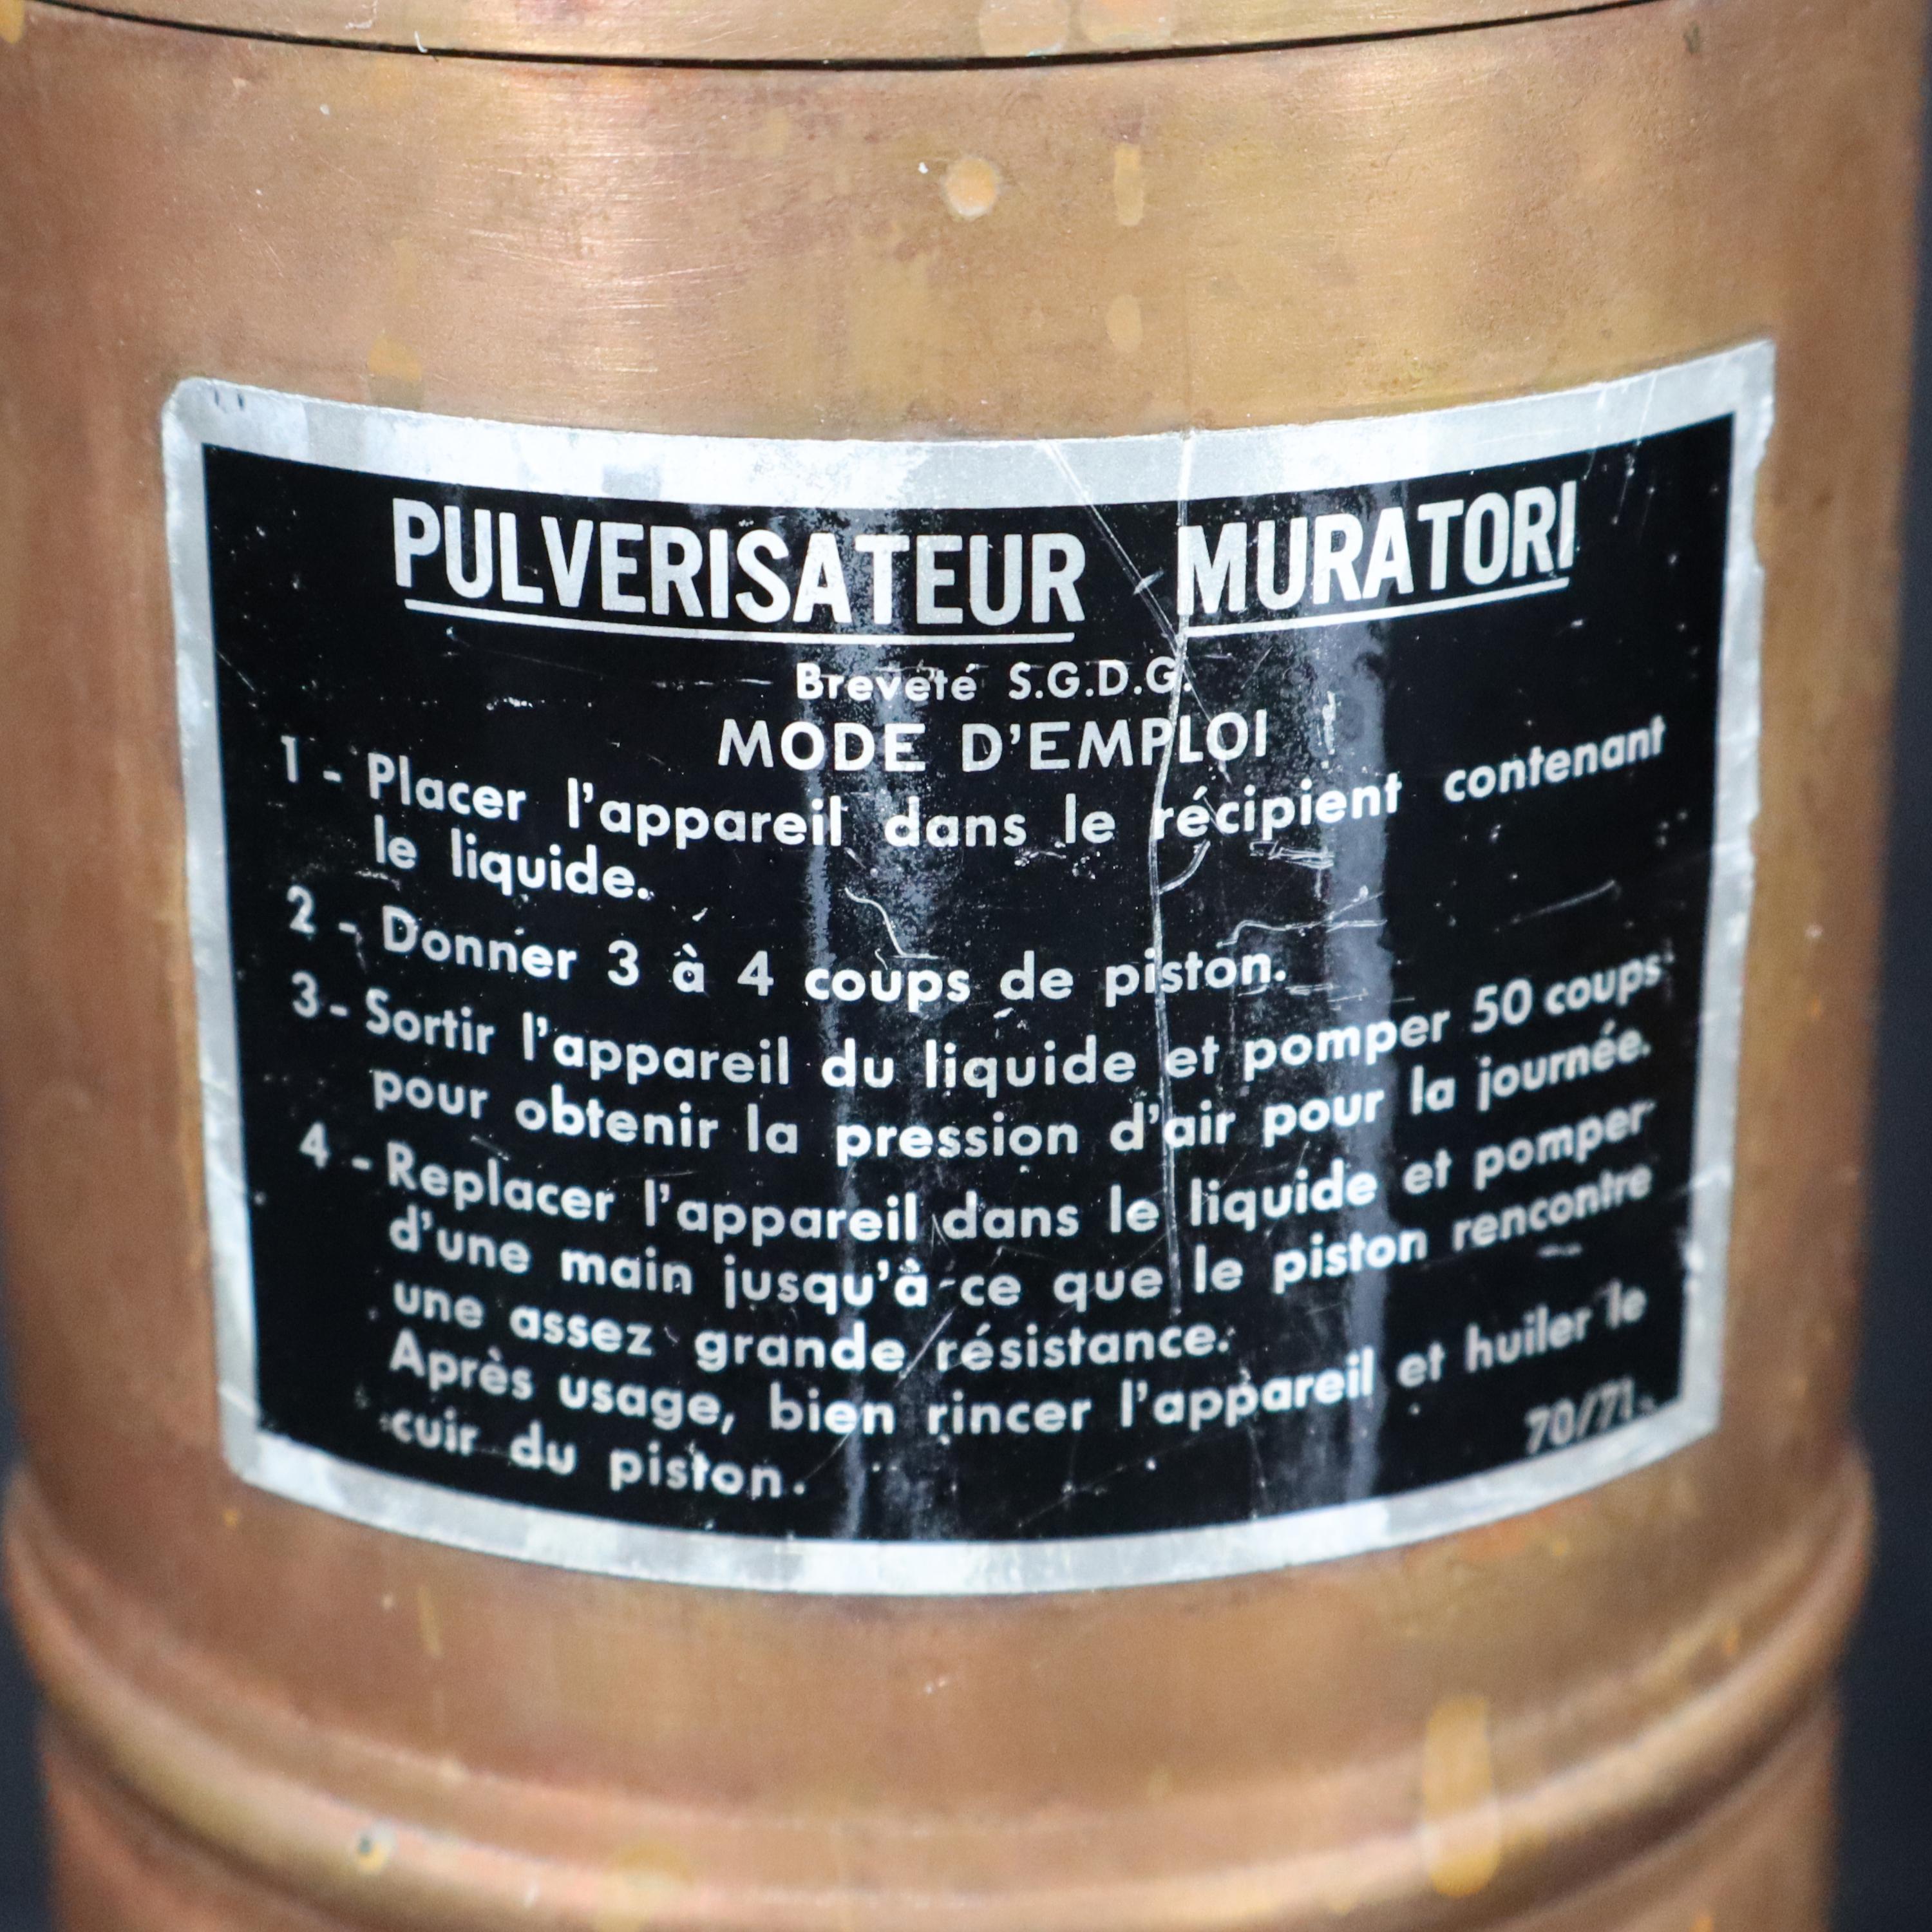 PULVERISATEUR MURATORI
Breveté S.G.D.G.
MODE D'EMPLOI
1 - Placer l'appareil dans le récipient contenant
le liquide.
2 - Donner 3 à 4 coups de piston.
3 - Sortir l'appareil du liquide et pomper 50 coups
pour obtenir la pression d'air pour la journée.
4 - Replacer l'appareil dans le liquide et pomper
d'une main jusqu'à ce que le piston rencontre
une assez grande résistance.
Après usage, bien rincer l'appareil et huiler le
cuir du piston.
70/71